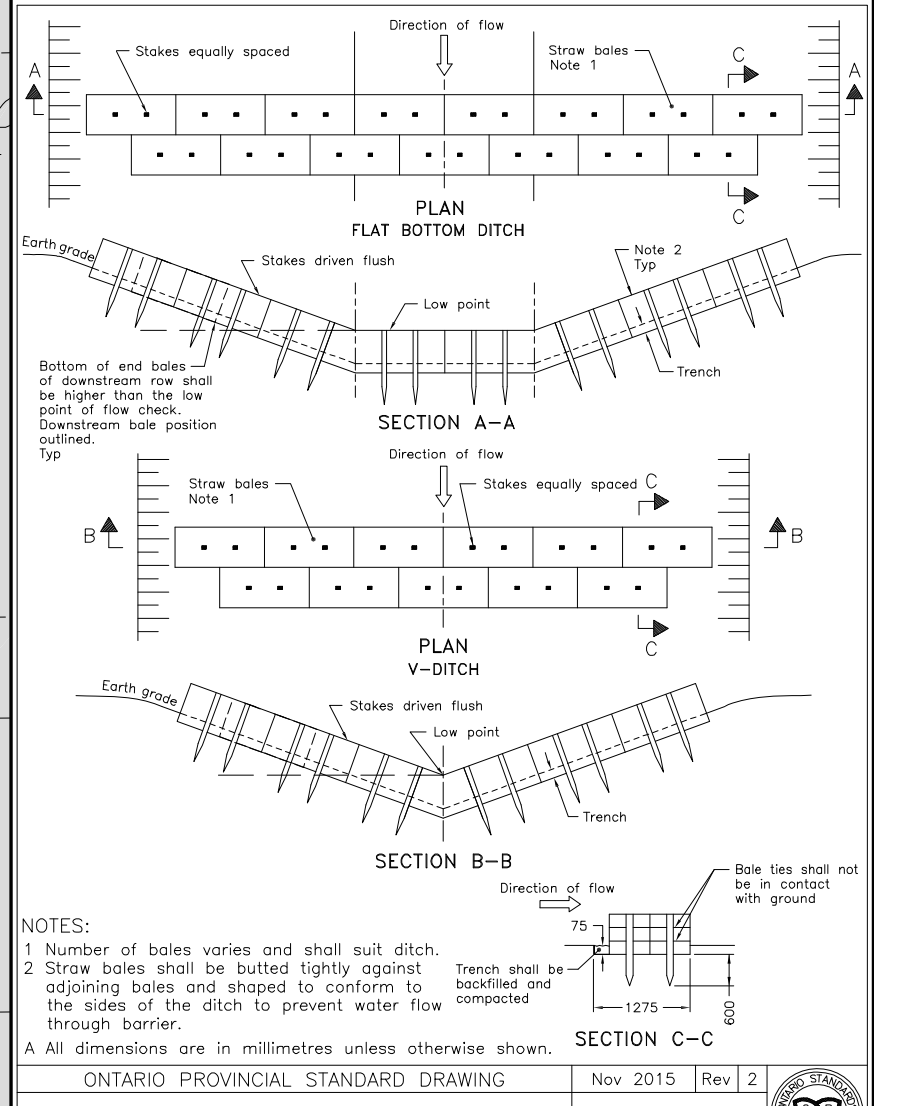 Direction of flow
Stakes equally spaced
Straw bales
Note 1
C
A
A
C
PLAN
FLAT BOTTOM DITCH
Earth grade
Stakes driven flush
Note 2
Typ
Low point
Trench
Bottom of end bales
of downstream row shall
be higher than the low
point of flow check.
Downstream bale position
outlined.
Typ
SECTION A-A
Direction of flow
Straw bales
Note 1
Stakes equally spaced
C
B
B
C
PLAN
V-DITCH
Earth grade
Stakes driven flush
Low point
Trench
SECTION B-B
Direction of flow
Bale ties shall not
be in contact
with ground
75
Trench shall be
backfilled and
compacted
1275
600
SECTION C-C
NOTES:
1 Number of bales varies and shall suit ditch.
2 Straw bales shall be butted tightly against
adjoining bales and shaped to conform to
the sides of the ditch to prevent water flow
through barrier.
A All dimensions are in millimetres unless otherwise shown.
ONTARIO PROVINCIAL STANDARD DRAWING
Nov 2015
Rev
2